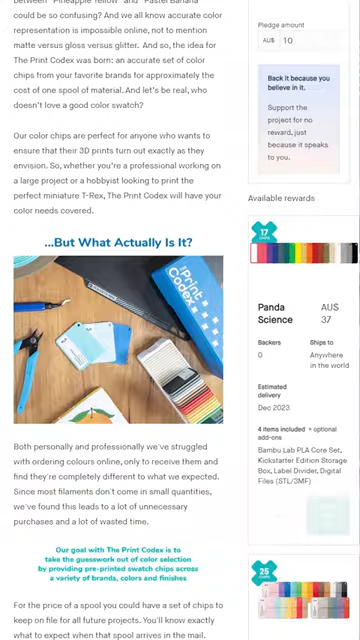 between "Pineapple Yellow" and "Pastel Banana"
could be so confusing? And we all know accurate color
representation is impossible online, not to mention
matte versus gloss versus glitter. And so, the idea for
The Print Codex was born: an accurate set of color
chips from your favorite brands for approximately the
cost of one spool of material. And let's be real, who
doesn't love a good color swatch?
Our color chips are perfect for anyone who wants to
ensure that their 3D prints turn out exactly as they
envision. So, whether you're a professional working on
a large project or a hobbyist looking to print the
perfect miniature T-Rex, The Print Codex will have your
color needs covered.
...But What Actually Is It?
The
Print
Codex
Both personally and professionally we've struggled
with ordering colours online, only to receive them and
find they're completely different to what we expected.
Since most filaments don't come in small quantities,
we've found this leads to a lot of unnecessary
purchases and a lot of wasted time.
Our goal with The Print Codex is to
take the guesswork out of color selection
by providing pre-printed swatch chips across
a variety of brands, colors and finishes
For the price of a spool you could have a set of chips to
keep on file for all future projects. You'll know exactly
what to expect when that spool arrives in the mail.
Pledge amount
AU$ 10
Back it because you
believe in it.
Support the
project for no
reward, just
because it speaks
to you.
Available rewards
17
CHIPS
Panda
Science
AU$
37
Backers
0
Ships to
Anywhere
in the world
Estimated
delivery
Dec 2023
4 items included + optional
add-ons
Bambu Lab PLA Core Set,
Kickstarter Edition Storage
Box, Label Divider, Digital
Files (STL/3MF)
25
CHIPS